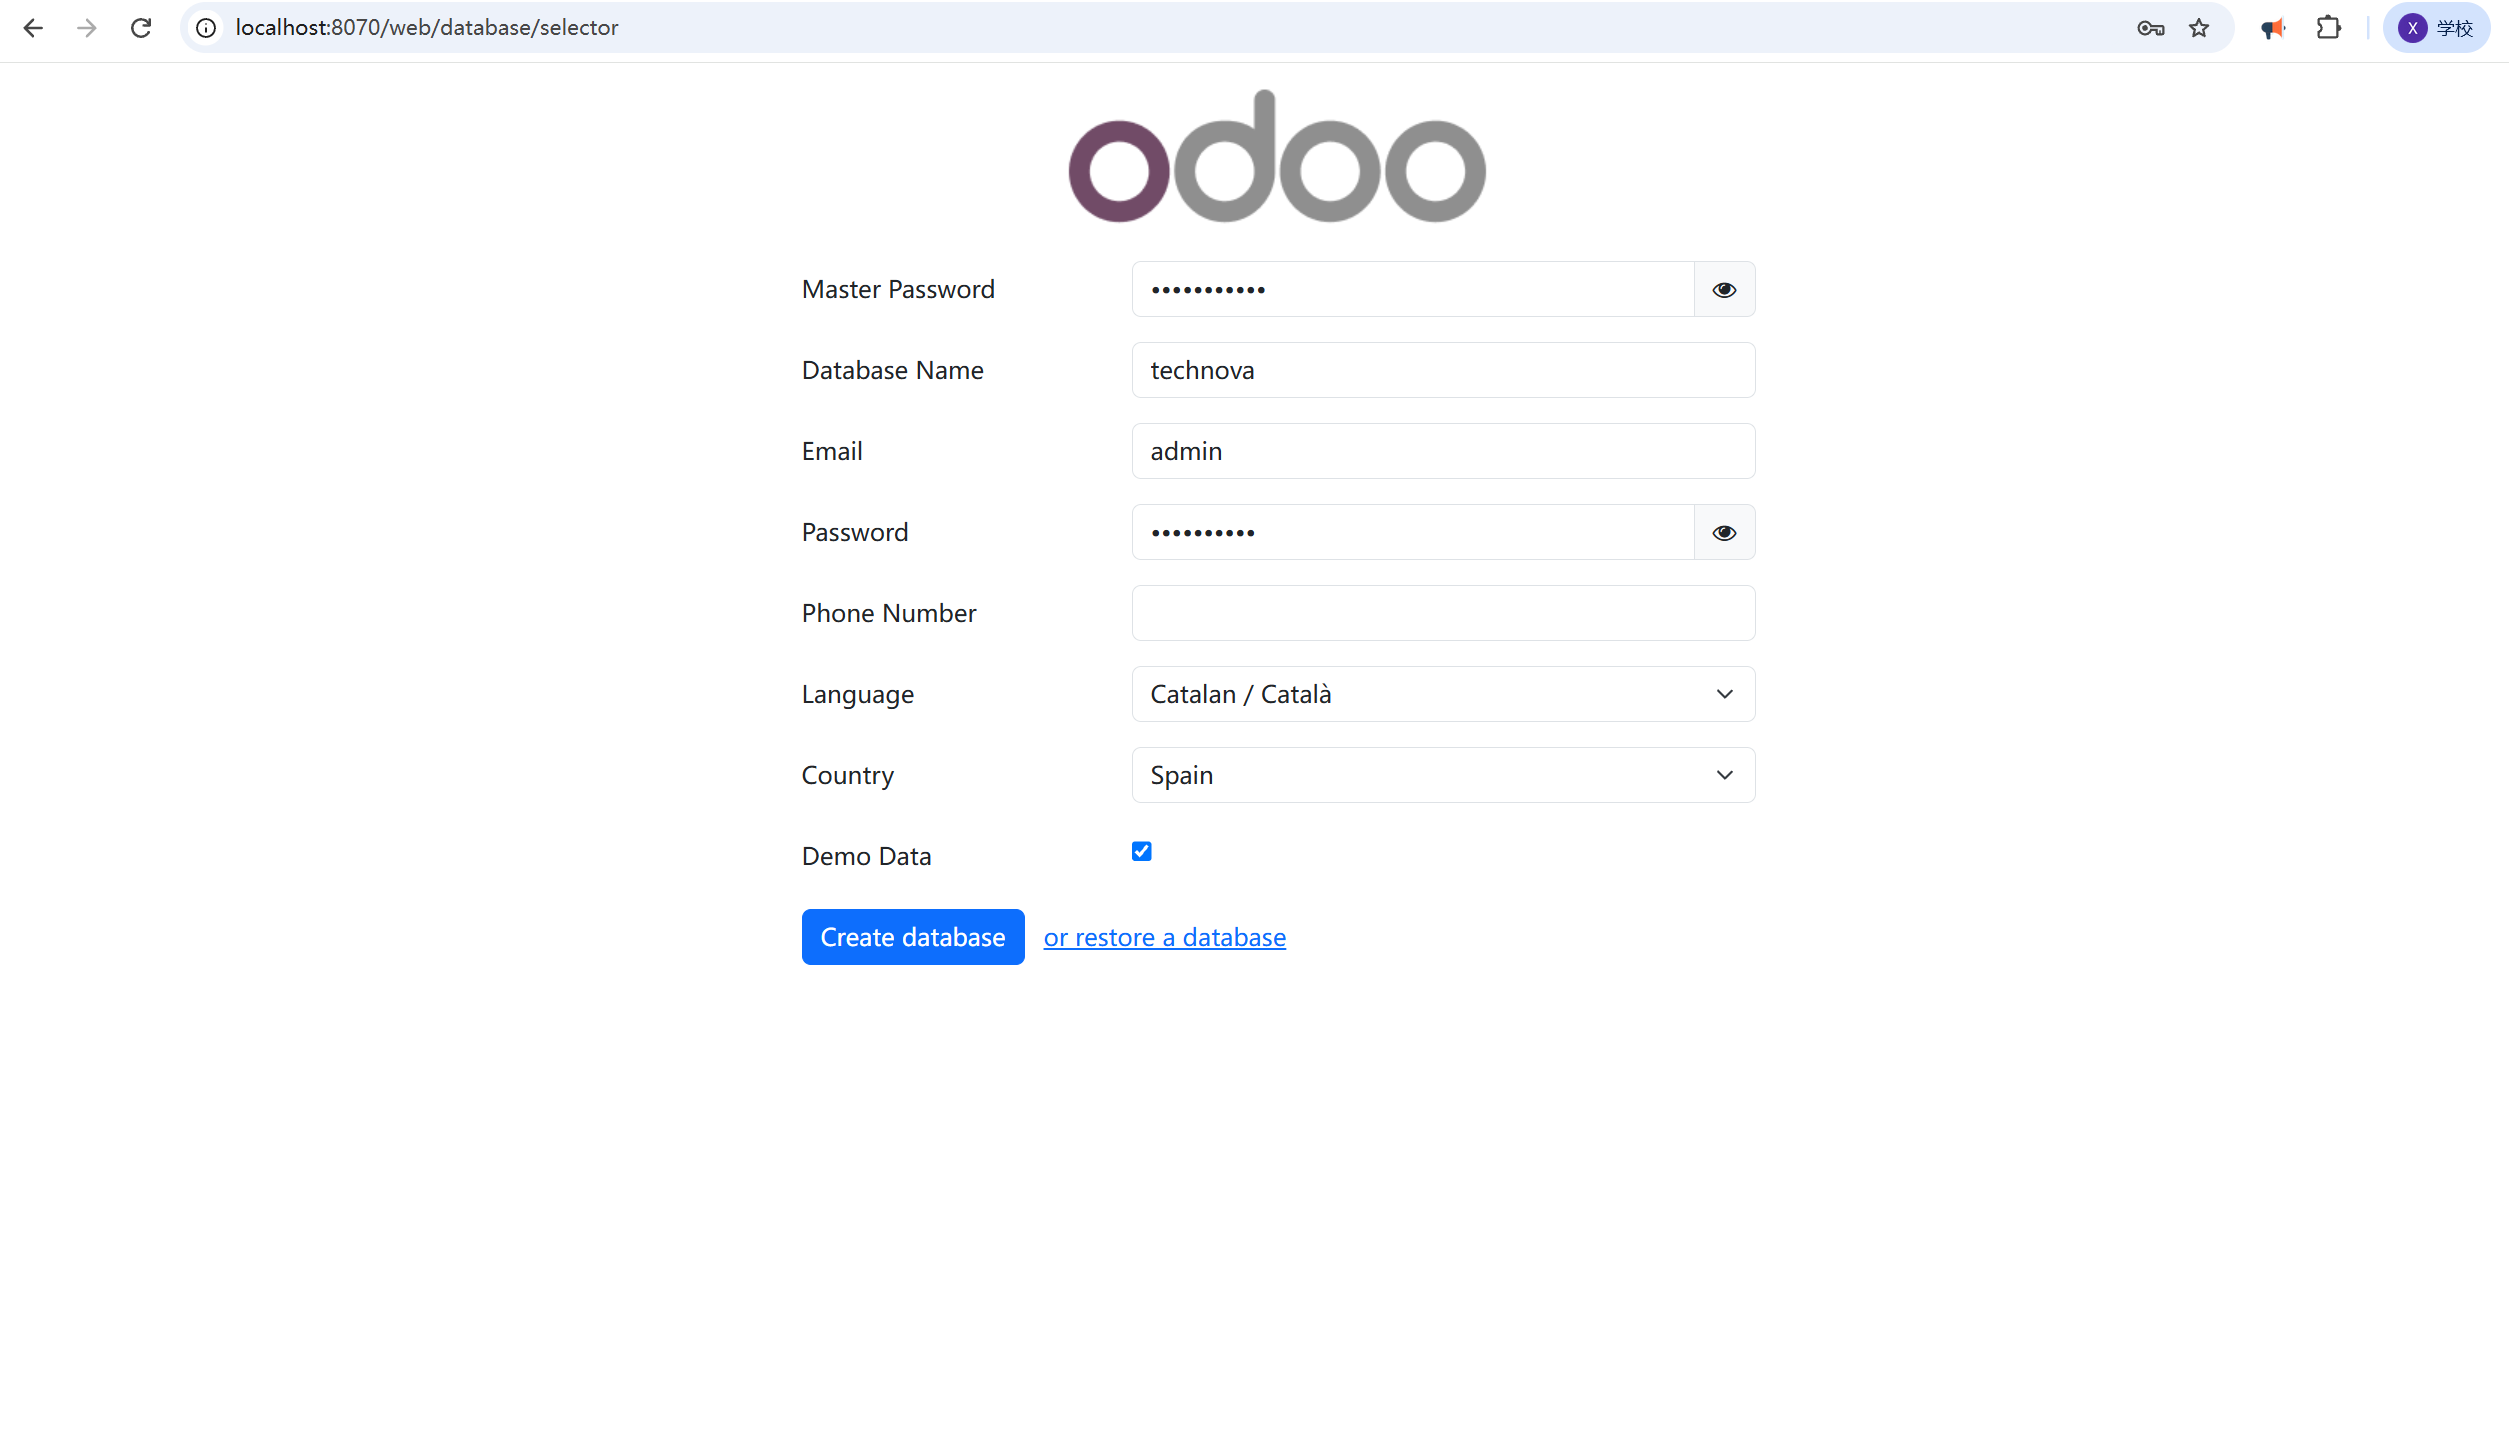 localhost:8070/web/database/selector
X 学校
odoo
Master Password •••••••••••
Database Name technova
Email admin
Password ••••••••••
Phone Number
Language Catalan / Català
Country Spain
Demo Data
Create database or restore a database